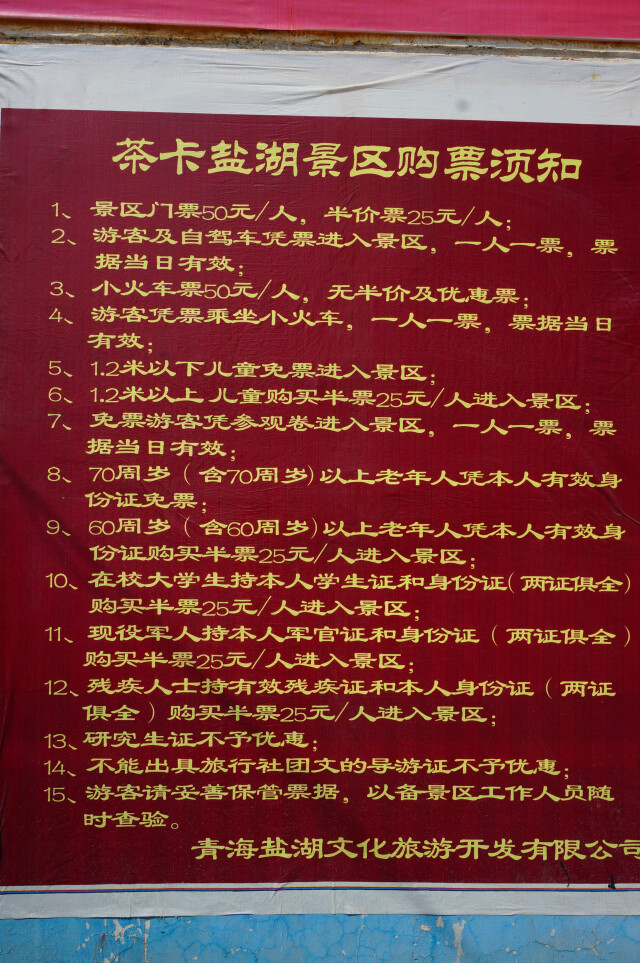 茶卡盐湖景区购票须知
1、景区门票50元/人，半价票25元/人；
2、游客及自驾车凭票进入景区，一人一票，票
据当日有效；
3、小火车票50元/人，无半价及优惠票；
4、游客凭票乘坐小火车，一人一票，票据当日
有效；
5、1.2米以下儿童免票进入景区；
6、1.2米以上儿童购买半票25元/人进入景区；
7、免票游客凭参观卷进入景区，一人一票，票
据当日有效；
8、70周岁（含70周岁)以上老年人凭本人有效身
份证免票；
9、60周岁（含60周岁)以上老年人凭本人有效身
份证购买半票25元/人进入景区；
10、在校大学生持本人学生证和身份证(两证俱全)
购买半票25元/人进入景区；
11、现役军人持本人军官证和身份证（两证俱全)
购买半票25元/人进入景区；
12、残疾人士持有效残疾证和本人身份证（两证
俱全）购买半票25元/人进入景区；
13、研究生证不予优惠；
14、不能出具旅行社团文的导游证不予优惠；
15、游客请妥善保管票据，以备景区工作人员随
时查验。
青海盐湖文化旅游开发有限公司